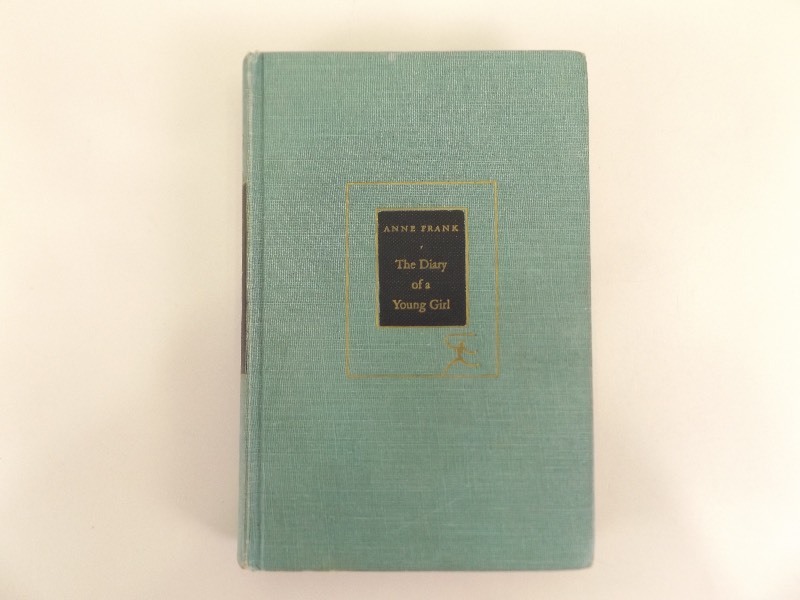 ANNE FRANK
The Diary
of a
Young Girl